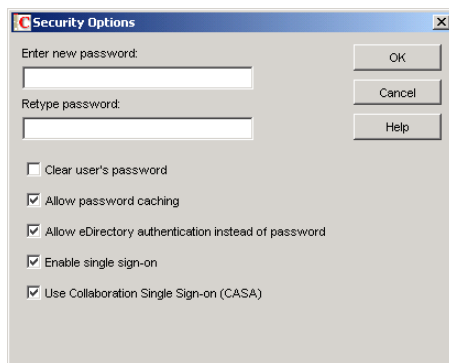 Security Options
Enter new password:
OK
Cancel
Retype password:
Help
Clear user's password
Allow password caching
Allow eDirectory authentication instead of password
Enable single sign-on
Use Collaboration Single Sign-on (CASA)